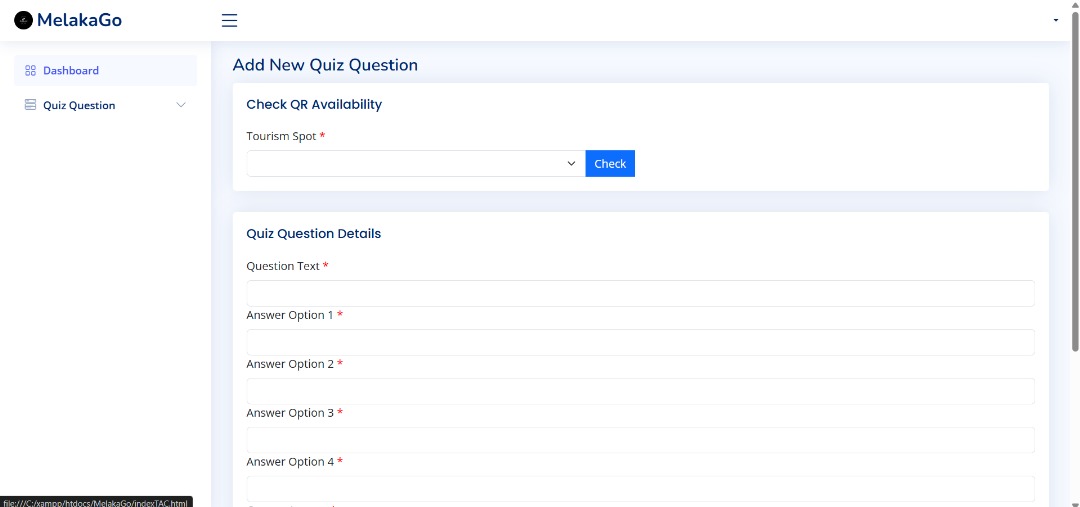 MelakaGo
Dashboard
Quiz Question
Add New Quiz Question
Check QR Availability
Tourism Spot *
Check
Quiz Question Details
Question Text *
Answer Option 1 *
Answer Option 2 *
Answer Option 3 *
Answer Option 4 *
file:///C:/xampp/htdocs/MelakaGo/indexTAC.html